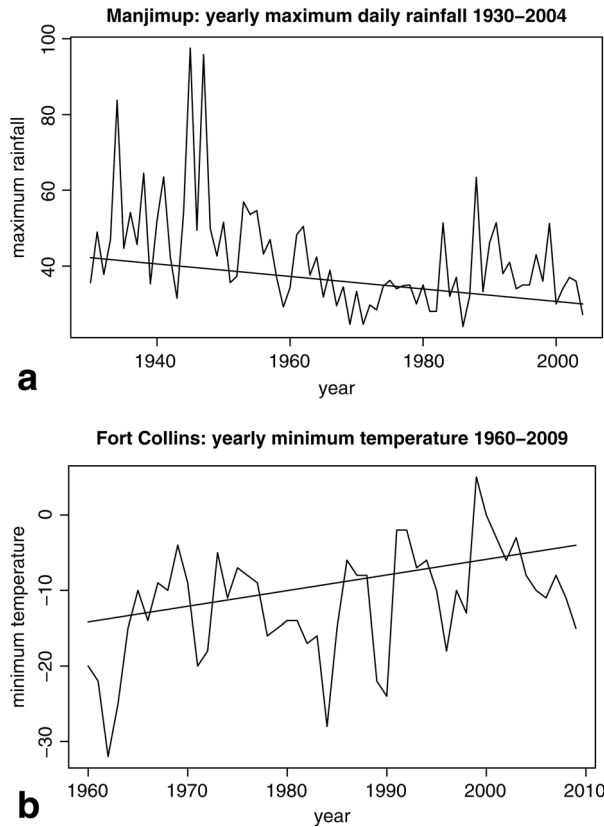 Manjimup: yearly maximum daily rainfall 1930–2004
100
80
60
40
maximum rainfall
1940 1960 1980 2000
year
a
Fort Collins: yearly minimum temperature 1960–2009
0
−10
−20
−30
minimum temperature
1960 1970 1980 1990 2000 2010
year
b